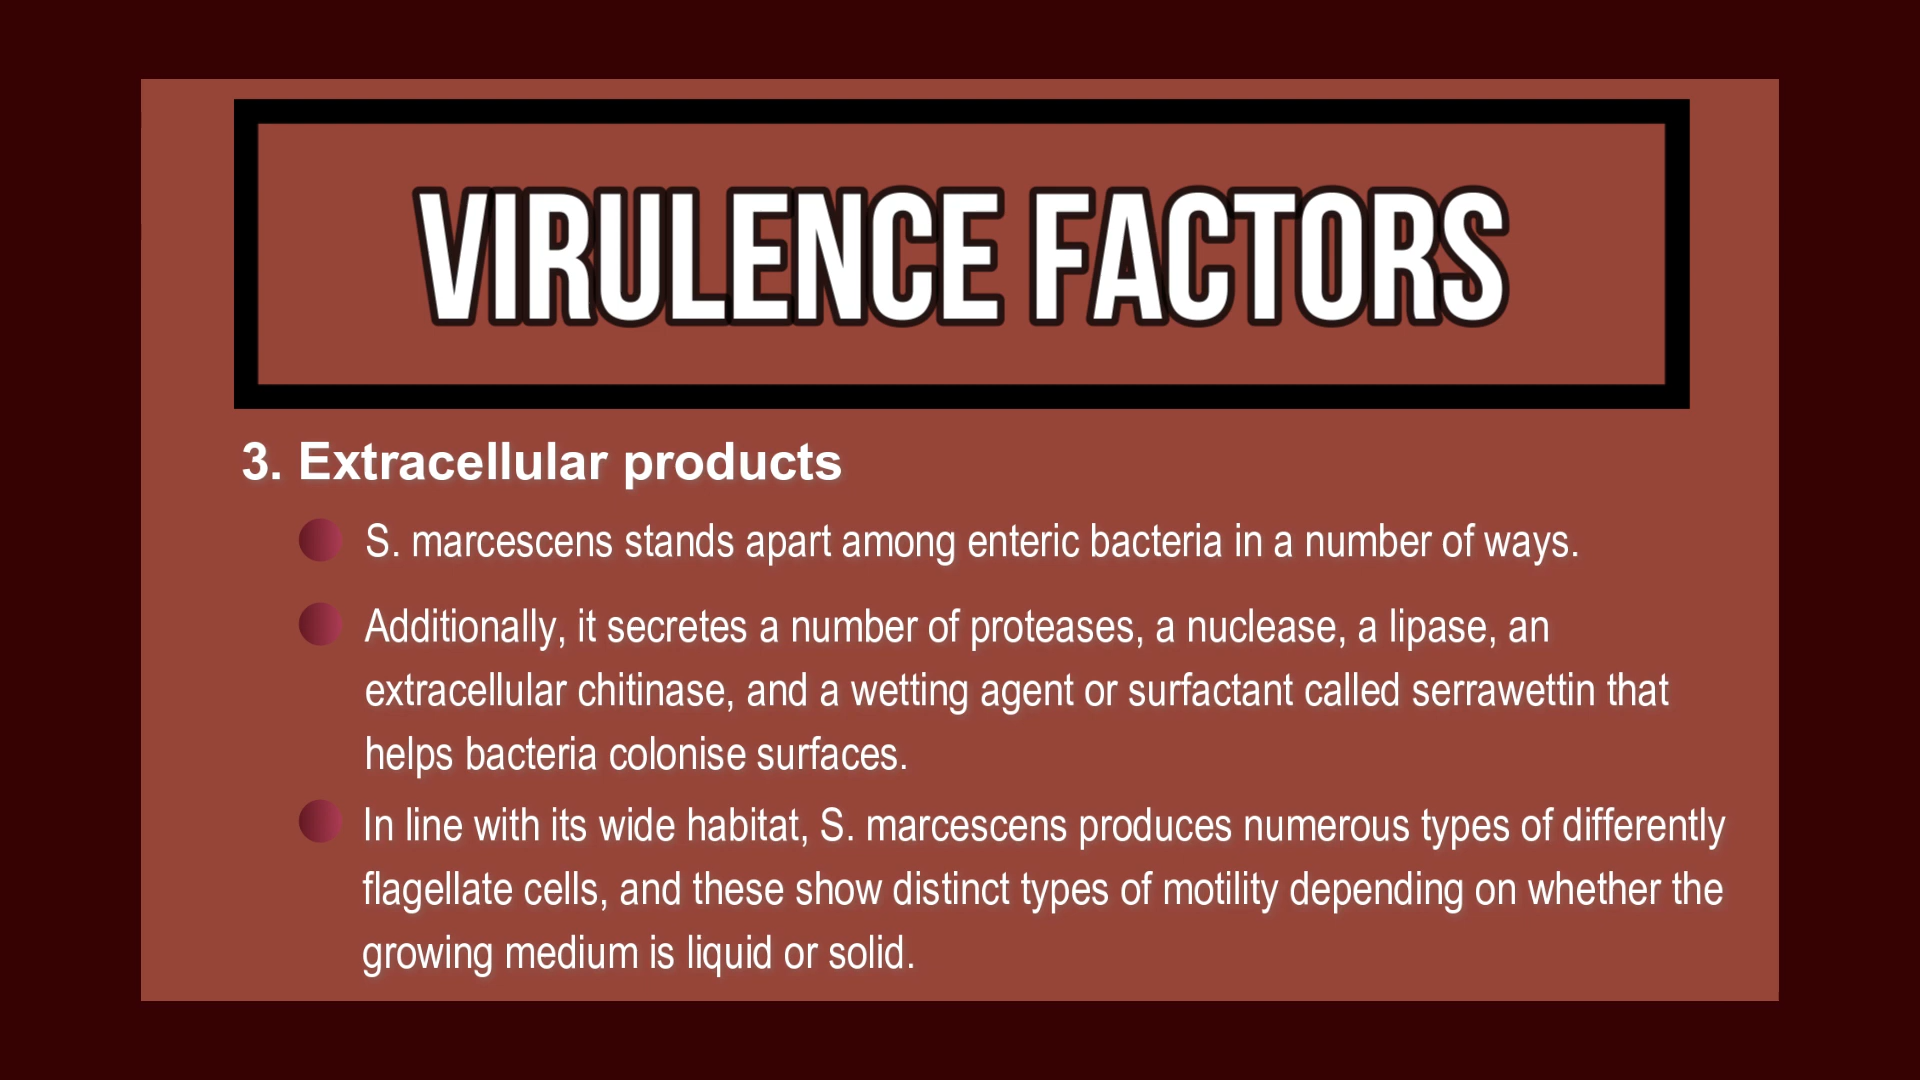 VIRULENCE FACTORS
3. Extracellular products
S. marcescens stands apart among enteric bacteria in a number of ways.
Additionally, it secretes a number of proteases, a nuclease, a lipase, an
extracellular chitinase, and a wetting agent or surfactant called serrawettin that
helps bacteria colonise surfaces.
In line with its wide habitat, S. marcescens produces numerous types of differently
flagellate cells, and these show distinct types of motility depending on whether the
growing medium is liquid or solid.